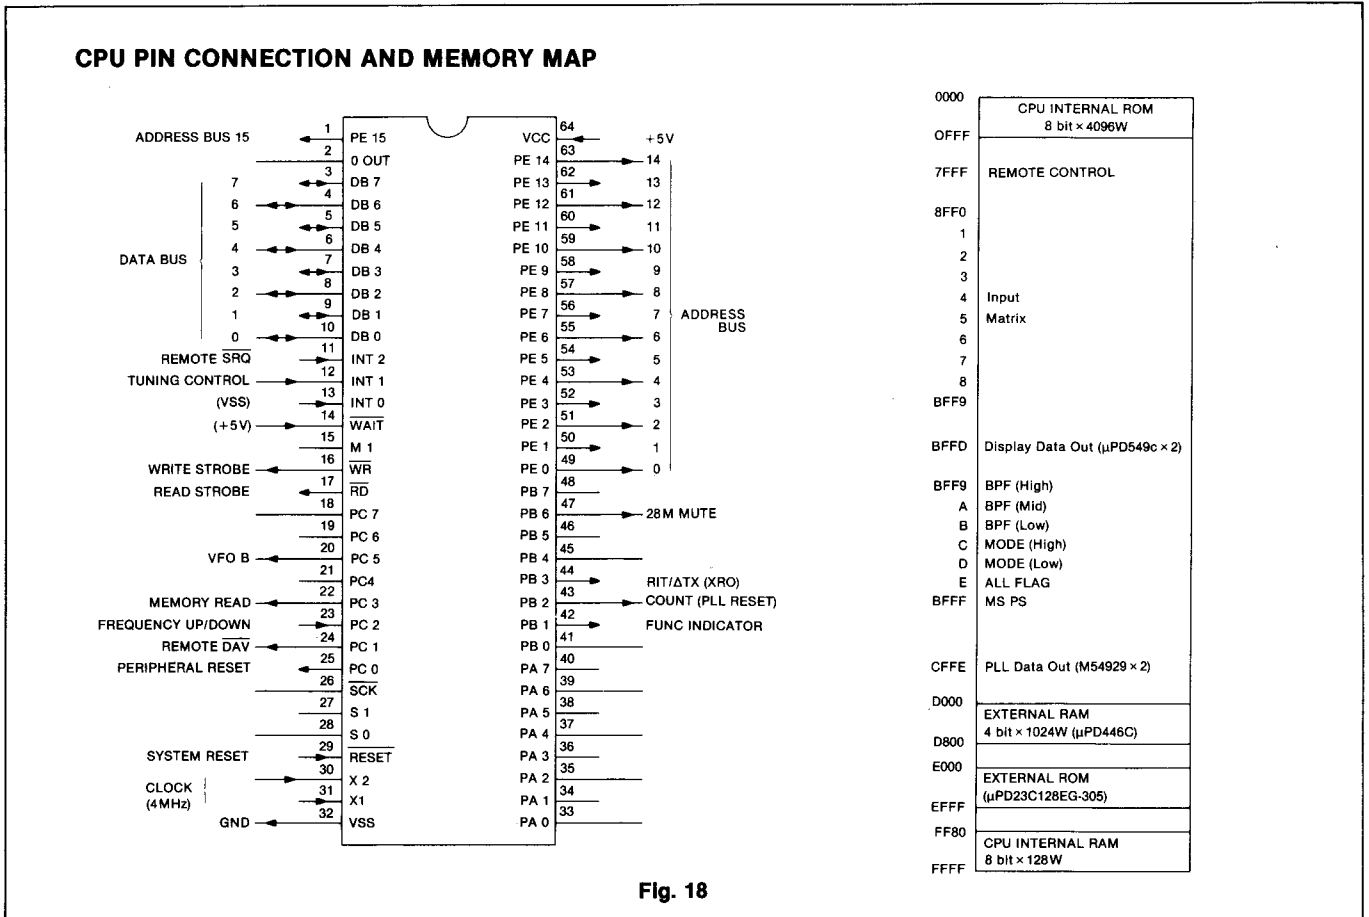 CPU PIN CONNECTION AND MEMORY MAP
ADDRESS BUS 15
1
PE 15
2
0 OUT
7
3
DB 7
6
4
DB 6
5
5
DB 5
4
6
DB 4
DATA BUS
3
7
DB 3
2
8
DB 2
1
9
DB 1
0
10
DB 0
REMOTE SRQ
11
INT 2
TUNING CONTROL
12
INT 1
(VSS)
13
INT 0
(+5V)
14
WAIT
15
M 1
WRITE STROBE
16
WR
READ STROBE
17
RD
18
PC 7
19
PC 6
VFO B
20
PC 5
21
PC4
MEMORY READ
22
PC 3
FREQUENCY UP/DOWN
23
PC 2
REMOTE DAV
24
PC 1
PERIPHERAL RESET
25
PC 0
26
SCK
27
S 1
28
S 0
SYSTEM RESET
29
RESET
30
X 2
CLOCK
(4MHz)
31
X1
GND
32
VSS
VCC
64
+5V
PE 14
63
14
PE 13
62
13
PE 12
61
12
PE 11
60
11
PE 10
59
10
PE 9
58
9
PE 8
57
8
PE 7
56
7
ADDRESS
BUS
PE 6
55
6
PE 5
54
5
PE 4
53
4
PE 3
52
3
PE 2
51
2
PE 1
50
1
PE 0
49
0
PB 7
48
PB 6
47
28M MUTE
PB 5
46
PB 4
45
PB 3
44
RIT/ΔTX (XRO)
PB 2
43
COUNT (PLL RESET)
PB 1
42
FUNC INDICATOR
PB 0
41
PA 7
40
PA 6
39
PA 5
38
PA 4
37
PA 3
36
PA 2
35
PA 1
34
PA 0
33
0000
CPU INTERNAL ROM
8 bit × 4096W
OFFF
7FFF REMOTE CONTROL
8FF0
1
2
3
4 Input
5 Matrix
6
7
8
BFF9
BFFD Display Data Out (μPD549c × 2)
BFF9 BPF (High)
A BPF (Mid)
B BPF (Low)
C MODE (High)
D MODE (Low)
E ALL FLAG
BFFF MS PS
CFFE PLL Data Out (M54929 × 2)
D000
EXTERNAL RAM
4 bit × 1024W (μPD446C)
D800
E000
EXTERNAL ROM
(μPD23C128EG-305)
EFFF
FF80
CPU INTERNAL RAM
8 bit × 128W
FFFF
Fig. 18